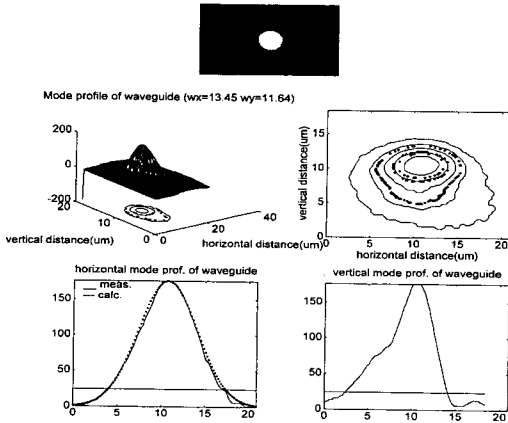 Mode profile of waveguide (wx=13.45 wy=11.64)
200
0
-200
20
10
0
0
20
40
vertical distance(um)
horizontal distance(um)
vertical distance(um)
15
10
5
0
0 5 10 15 20
horizontal distance(um)
horizontal mode prof. of waveguide
meas.
calc.
150
100
50
0
0 5 10 15 20
vertical mode prof. of waveguide
150
100
50
0
0 5 10 15 20